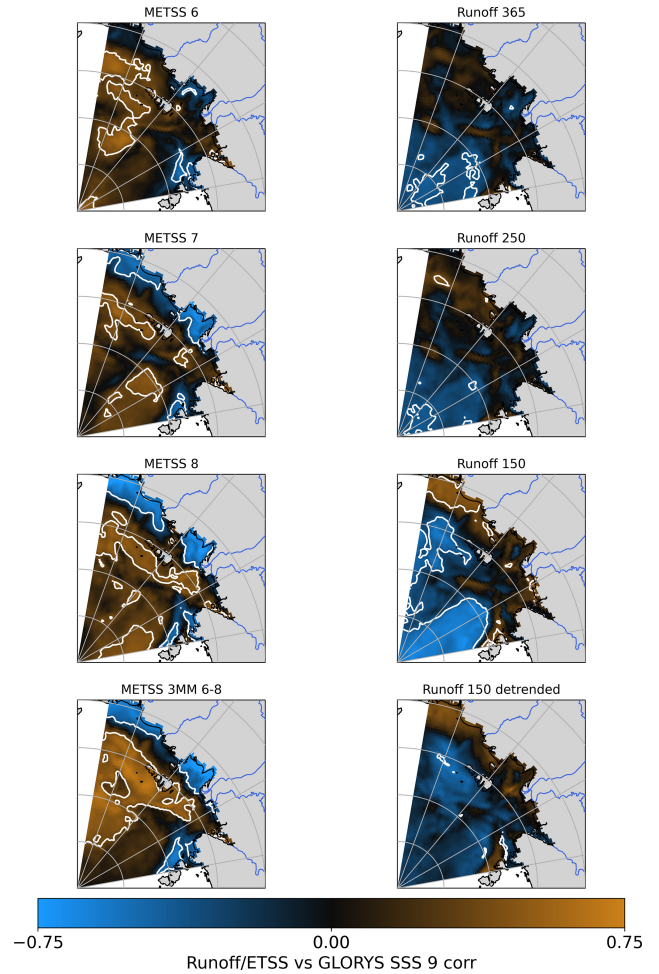 METSS 6
Runoff 365
METSS 7
Runoff 250
METSS 8
Runoff 150
METSS 3MM 6-8
Runoff 150 detrended
−0.75
0.00
0.75
Runoff/ETSS vs GLORYS SSS 9 corr